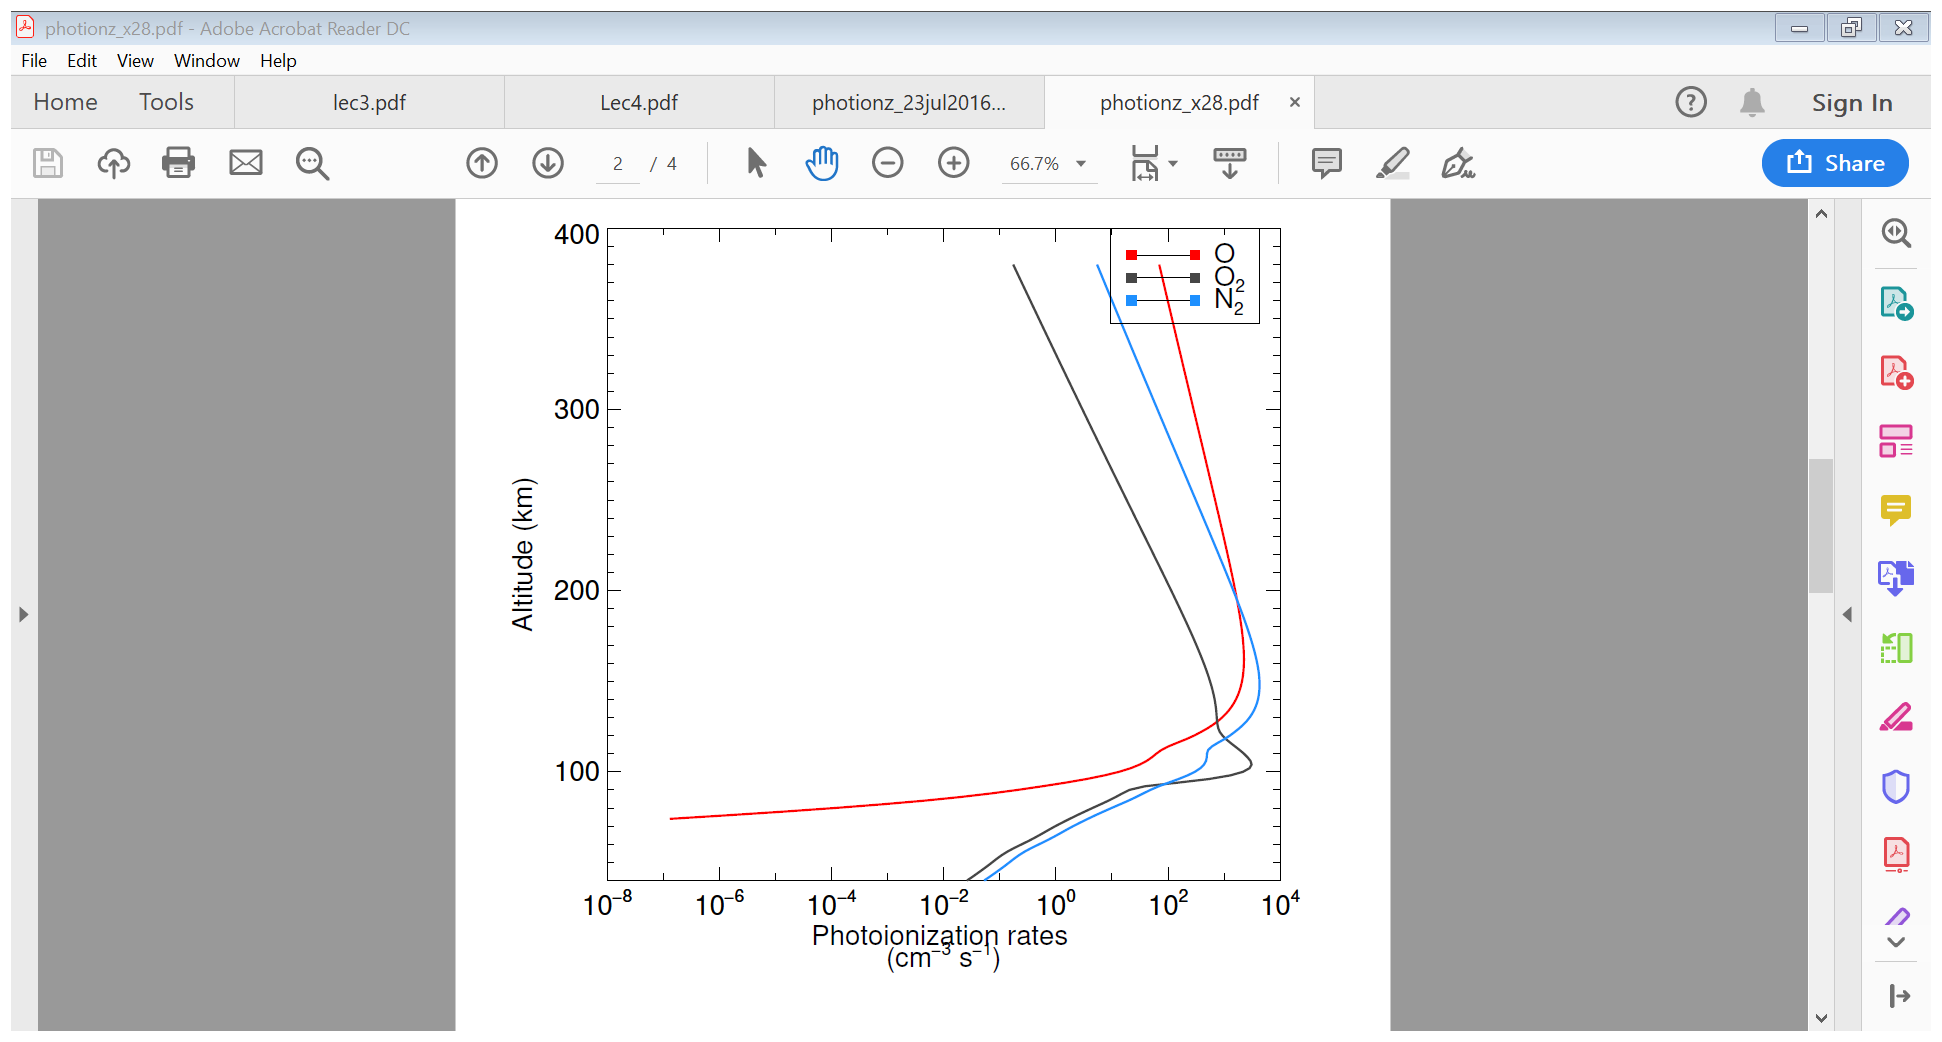 photionz_x28.pdf - Adobe Acrobat Reader DC
File Edit View Window Help
Home Tools lec3.pdf Lec4.pdf photionz_23jul2016... photionz_x28.pdf × ? Sign In
2 / 4 66.7% Share
400
300
200
100
Altitude (km)
O
O₂
N₂
10⁻⁸ 10⁻⁶ 10⁻⁴ 10⁻² 10⁰ 10² 10⁴
Photoionization rates
(cm⁻³ s⁻¹)